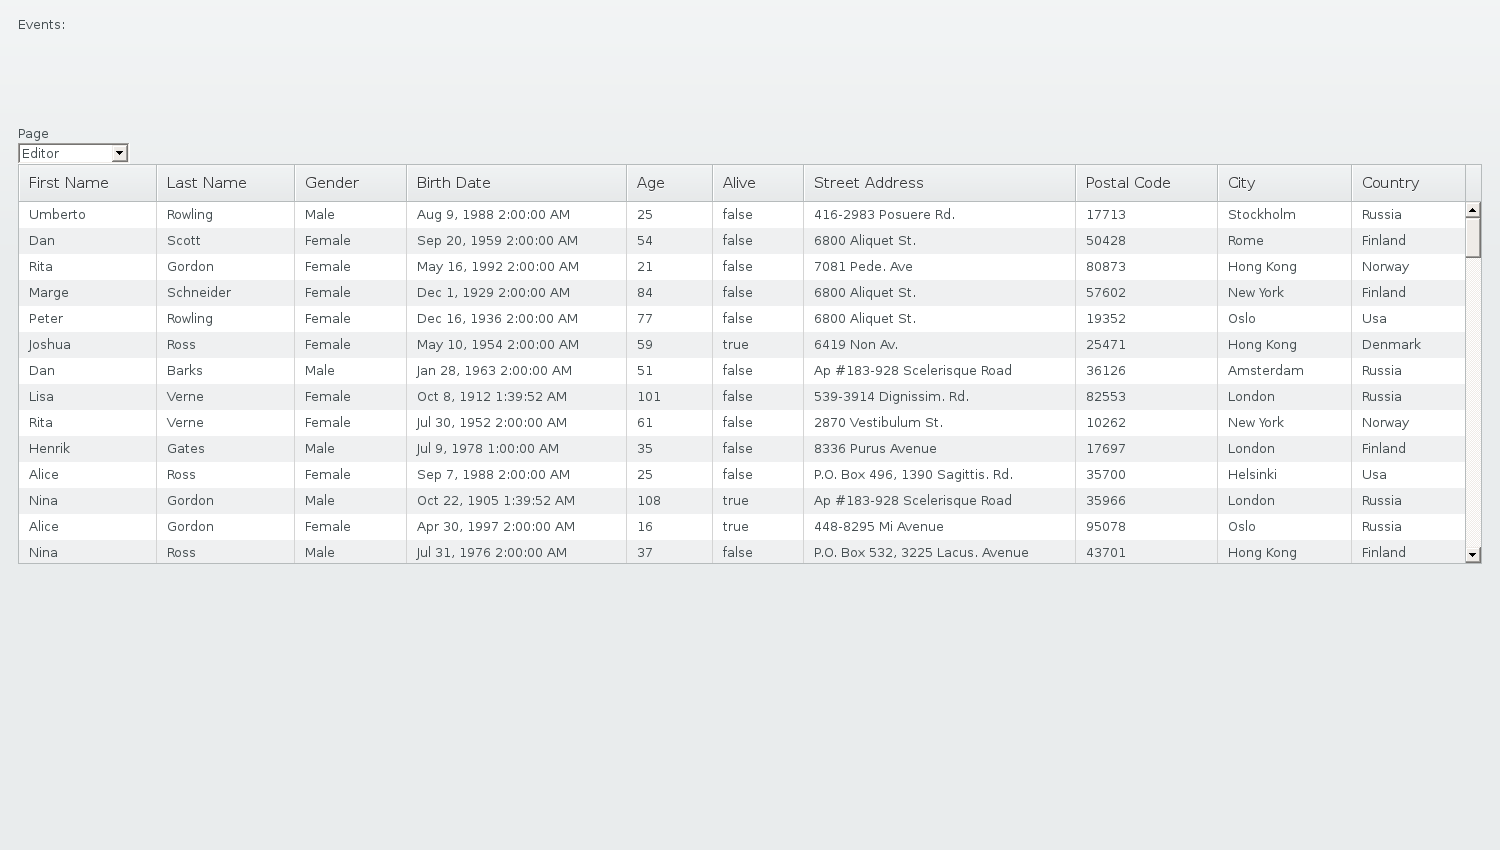 Events:
Page
Editor
First Name Last Name Gender Birth Date Age Alive Street Address Postal Code City Country
Umberto Rowling Male Aug 9, 1988 2:00:00 AM 25 false 416-2983 Posuere Rd. 17713 Stockholm Russia
Dan Scott Female Sep 20, 1959 2:00:00 AM 54 false 6800 Aliquet St. 50428 Rome Finland
Rita Gordon Female May 16, 1992 2:00:00 AM 21 false 7081 Pede. Ave 80873 Hong Kong Norway
Marge Schneider Female Dec 1, 1929 2:00:00 AM 84 false 6800 Aliquet St. 57602 New York Finland
Peter Rowling Female Dec 16, 1936 2:00:00 AM 77 false 6800 Aliquet St. 19352 Oslo Usa
Joshua Ross Female May 10, 1954 2:00:00 AM 59 true 6419 Non Av. 25471 Hong Kong Denmark
Dan Barks Male Jan 28, 1963 2:00:00 AM 51 false Ap #183-928 Scelerisque Road 36126 Amsterdam Russia
Lisa Verne Female Oct 8, 1912 1:39:52 AM 101 false 539-3914 Dignissim. Rd. 82553 London Russia
Rita Verne Female Jul 30, 1952 2:00:00 AM 61 false 2870 Vestibulum St. 10262 New York Norway
Henrik Gates Male Jul 9, 1978 1:00:00 AM 35 false 8336 Purus Avenue 17697 London Finland
Alice Ross Female Sep 7, 1988 2:00:00 AM 25 false P.O. Box 496, 1390 Sagittis. Rd. 35700 Helsinki Usa
Nina Gordon Male Oct 22, 1905 1:39:52 AM 108 true Ap #183-928 Scelerisque Road 35966 London Russia
Alice Gordon Female Apr 30, 1997 2:00:00 AM 16 true 448-8295 Mi Avenue 95078 Oslo Russia
Nina Ross Male Jul 31, 1976 2:00:00 AM 37 false P.O. Box 532, 3225 Lacus. Avenue 43701 Hong Kong Finland